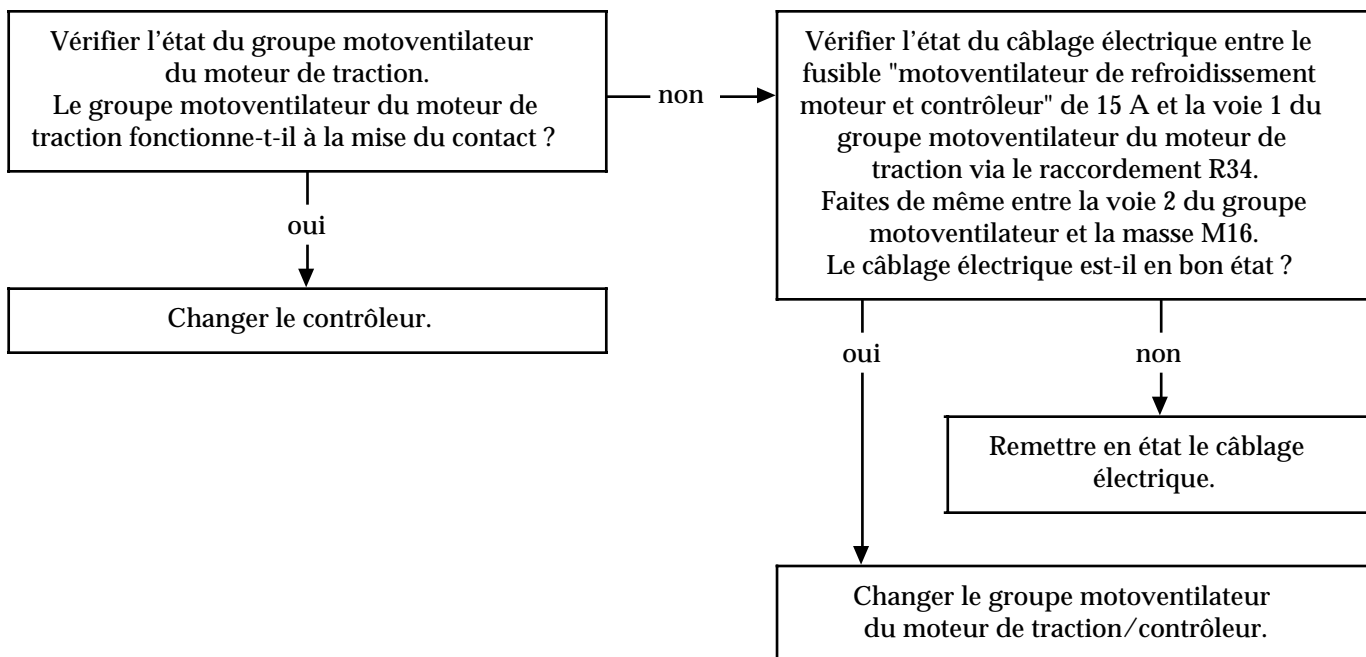 Vérifier l’état du groupe motoventilateur
du moteur de traction.
Le groupe motoventilateur du moteur de
traction fonctionne-t-il à la mise du contact ?
non
Vérifier l’état du câblage électrique entre le
fusible "motoventilateur de refroidissement
moteur et contrôleur" de 15 A et la voie 1 du
groupe motoventilateur du moteur de
traction via le raccordement R34.
Faites de même entre la voie 2 du groupe
motoventilateur et la masse M16.
Le câblage électrique est-il en bon état ?
oui
Changer le contrôleur.
oui
non
Remettre en état le câblage
électrique.
Changer le groupe motoventilateur
du moteur de traction/contrôleur.